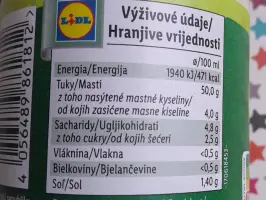 LIDL
Výživové údaje/
Hranjive vrijednosti
ø/100 ml
Energia/Energija 1940 kJ/471 kcal
Tuky/Masti 50,0 g
z toho nasýtené mastné kyseliny/
od kojih zasićene masne kiseline 4,0 g
Sacharidy/Ugljikohidrati 4,8 g
z toho cukry/od kojih šećeri 2,5 g
Vláknina/Vlakna <0,5 g
Bielkoviny/Bjelančevine <0,5 g
Soľ/Sol 1,40 g
4 056489 861812